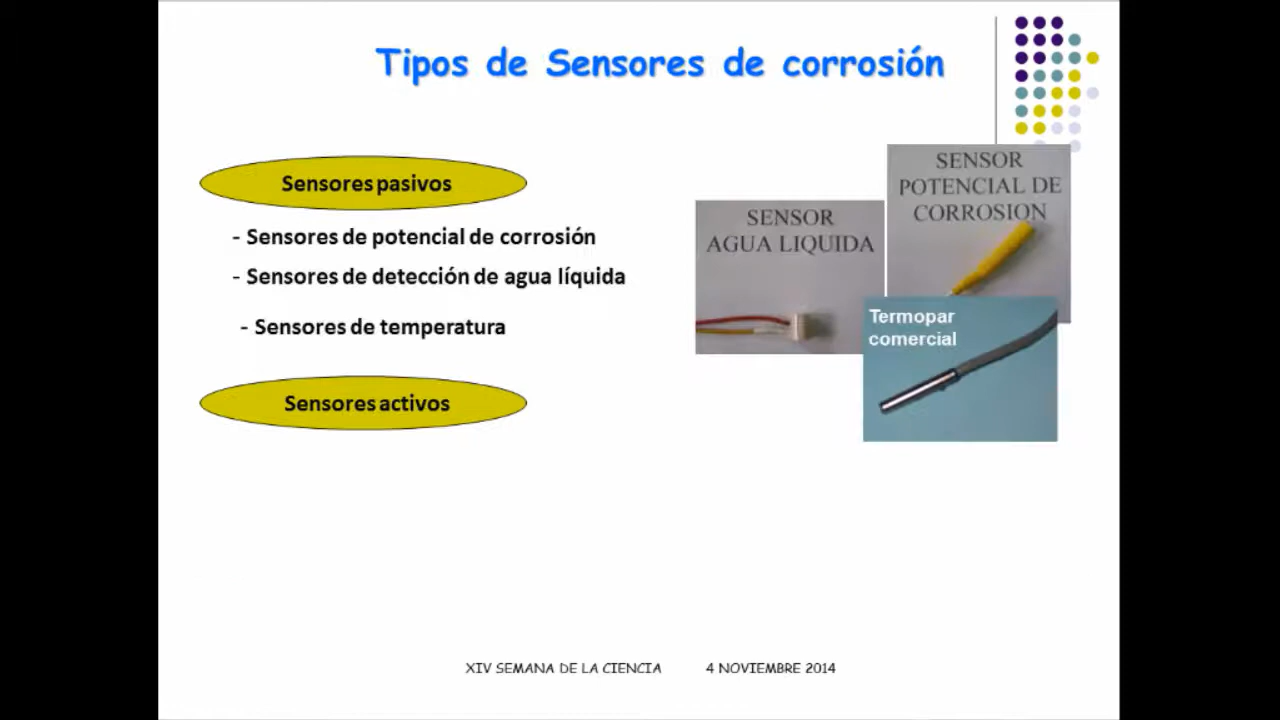 Tipos de Sensores de corrosión
Sensores pasivos
- Sensores de potencial de corrosión
- Sensores de detección de agua líquida
- Sensores de temperatura
Sensores activos
SENSOR
AGUA LIQUIDA
SENSOR
POTENCIAL DE
CORROSION
Termopar
comercial
XIV SEMANA DE LA CIENCIA 4 NOVIEMBRE 2014